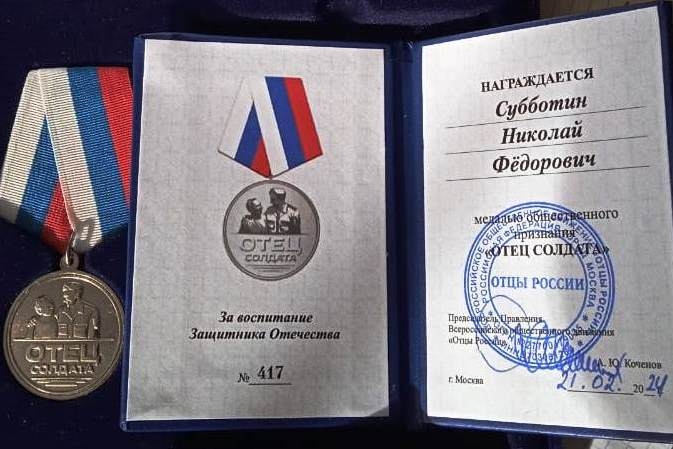 ОТЕЦ
СОЛДАТА
ОТЕЦ
СОЛДАТА
За воспитание
Защитника Отечества
№ 417
НАГРАЖДАЕТСЯ
Субботин
Николай
Фёдорович
медалью общественного
признания
«ОТЕЦ СОЛДАТА»
ОТЦЫ РОССИИ
Председатель Правления
Всероссийского общественного движения
«Отцы России»
А. Ю. Коченов
г. Москва
21.02. 2024